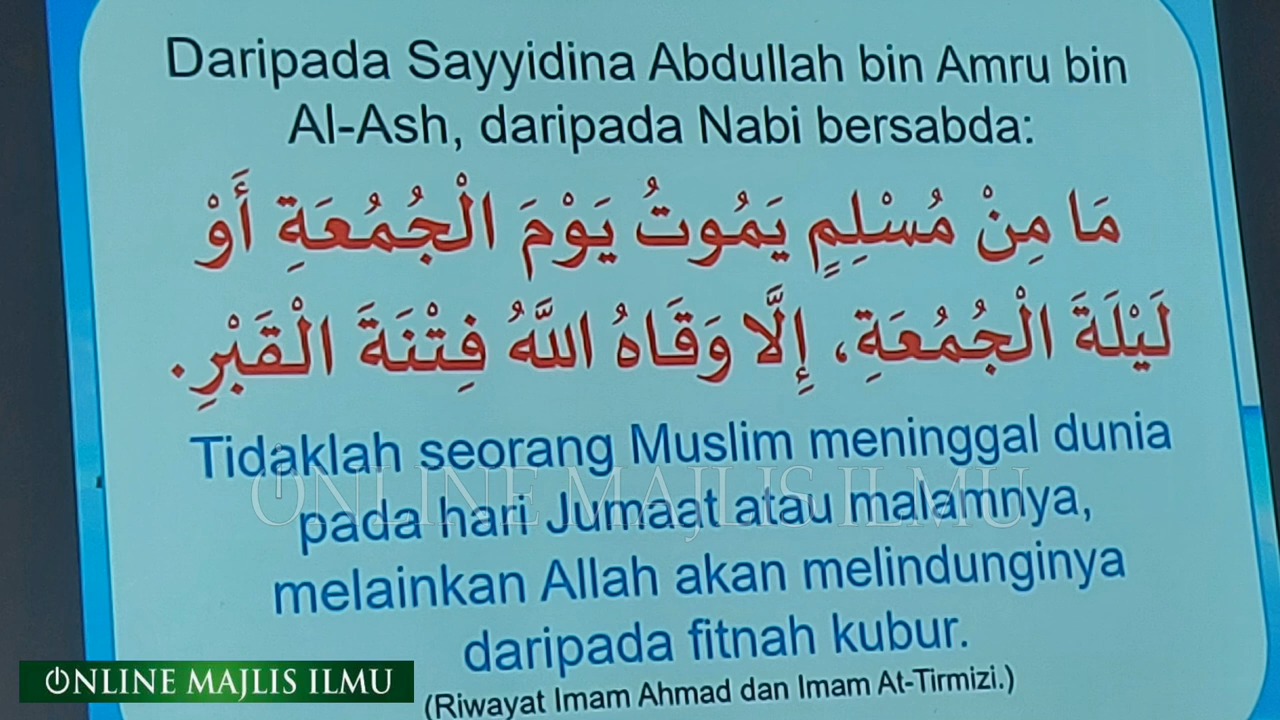 Daripada Sayyidina Abdullah bin Amru bin
Al-Ash, daripada Nabi bersabda:
مَا مِنْ مُسْلِمٍ يَمُوتُ يَوْمَ الْجُمُعَةِ أَوْ
لَيْلَةَ الْجُمُعَةِ، إِلَّا وَقَاهُ اللَّهُ فِتْنَةَ الْقَبْرِ.
Tidaklah seorang Muslim meninggal dunia
pada hari Jumaat atau malamnya,
melainkan Allah akan melindunginya
daripada fitnah kubur.
(Riwayat Imam Ahmad dan Imam At-Tirmizi.)
ONLINE MAJLIS ILMU
ONLINE MAJLIS ILMU